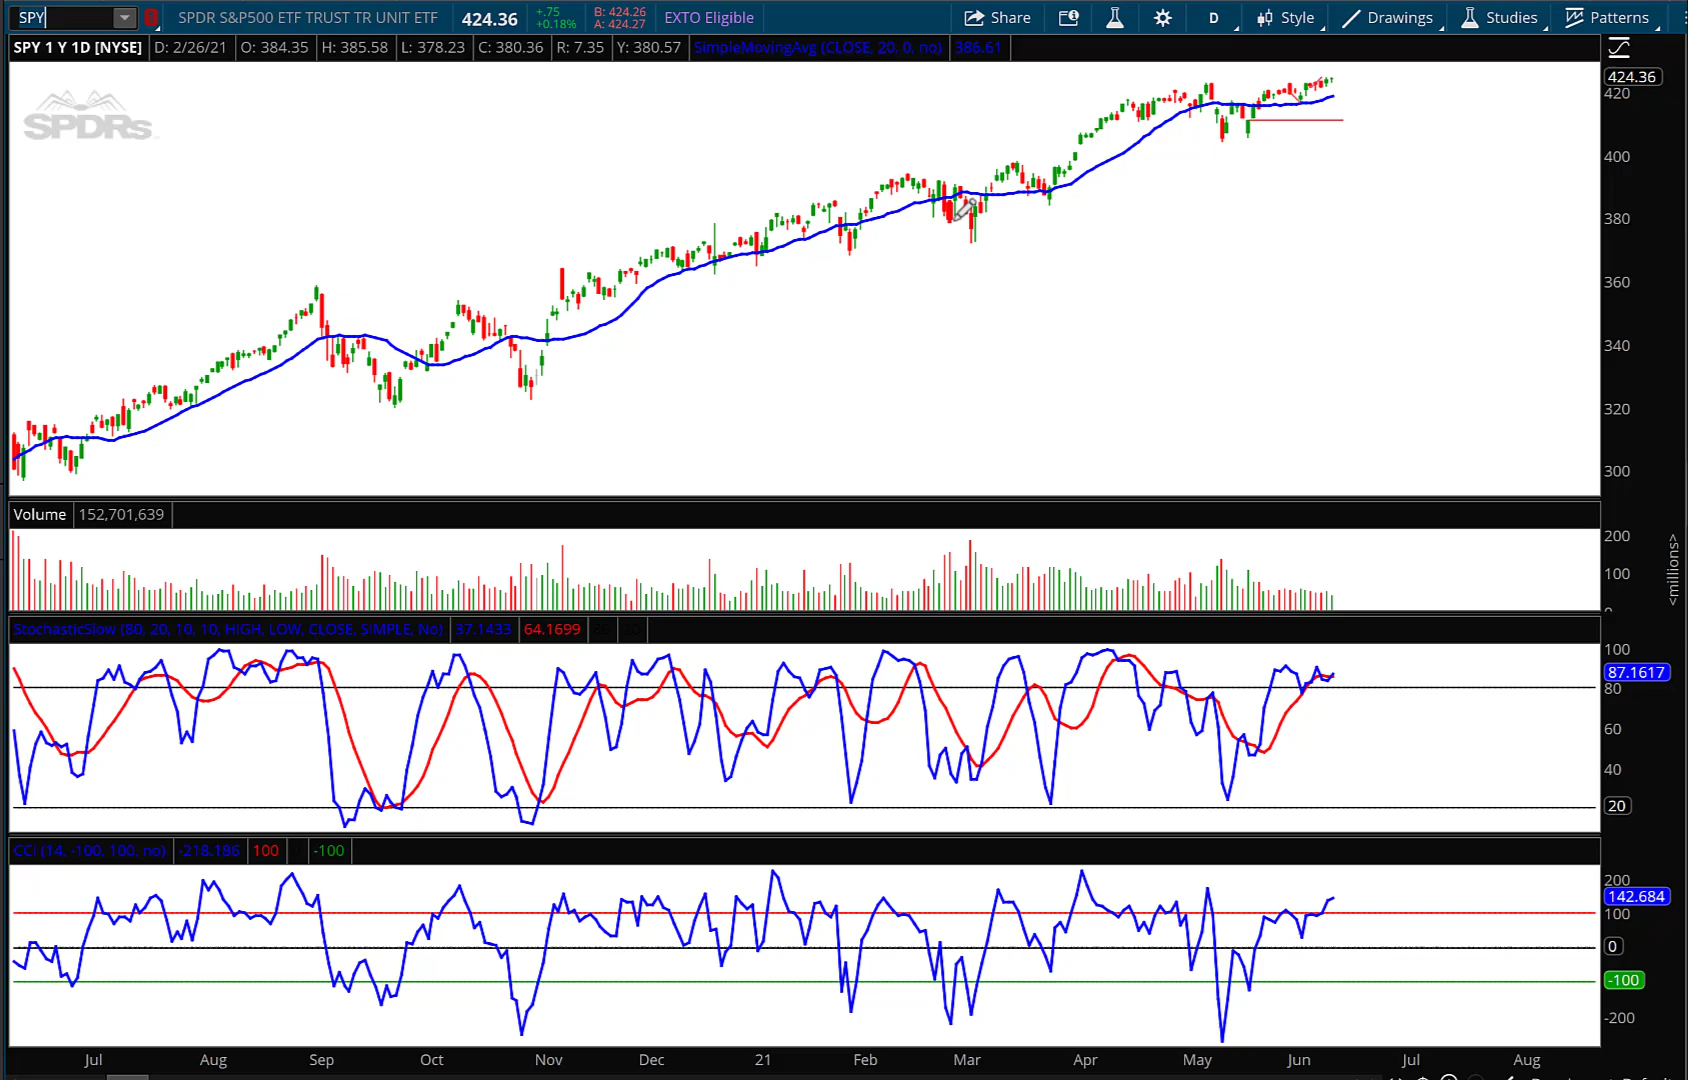 SPY SPDR S&P500 ETF TRUST TR UNIT ETF 424.36 +.75 +0.18% B: 424.26 A: 424.27 EXTO Eligible Share D Style Drawings Studies Patterns
SPY 1 Y 1D [NYSE] D: 2/26/21 O: 384.35 H: 385.58 L: 378.23 C: 380.36 R: 7.35 Y: 380.57 SimpleMovingAvg (CLOSE, 20, 0, no) 386.61
SPDRs
424.36
420
400
380
360
340
320
300
Volume 152,701,639
200
100
0
<millions>
StochasticSlow (80, 20, 10, 10, HIGH, LOW, CLOSE, SIMPLE, No) 37.1433 64.1699
100
87.1617
80
60
40
20
CCI (14, -100, 100, no) -218.186 100 -100
200
142.684
100
0
-100
-200
Jul Aug Sep Oct Nov Dec 21 Feb Mar Apr May Jun Jul Aug